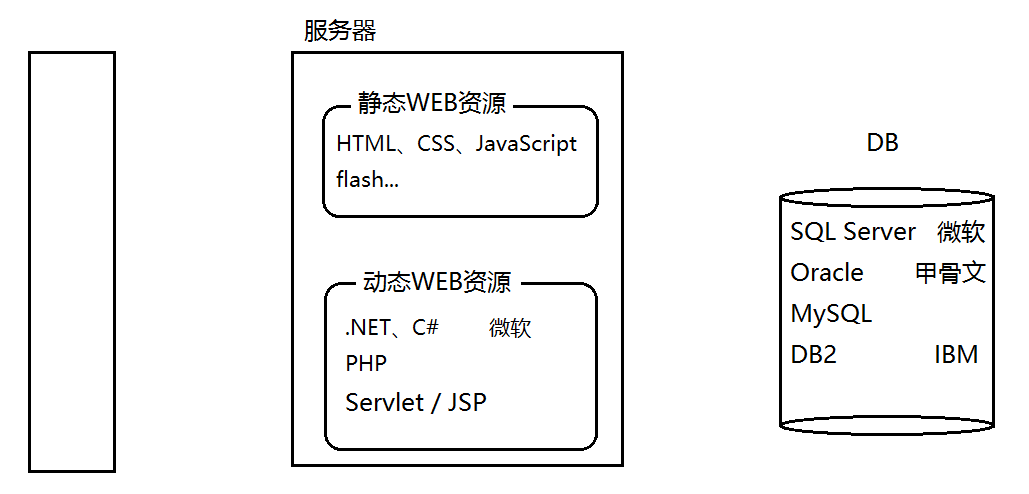 服务器
静态WEB资源
HTML、CSS、JavaScript
flash...
动态WEB资源
.NET、C# 微软
PHP
Servlet / JSP
DB
SQL Server 微软
Oracle 甲骨文
MySQL
DB2 IBM